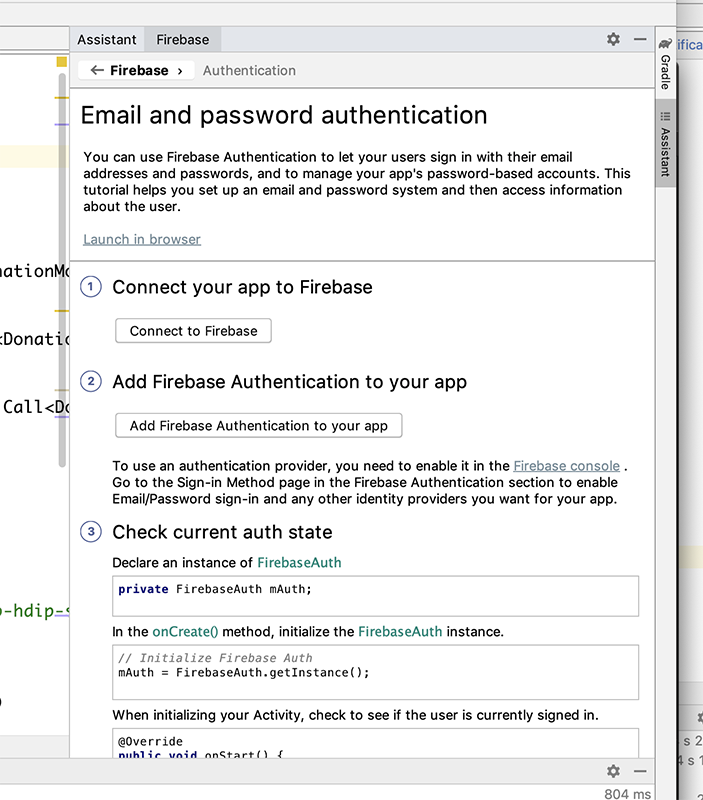 Assistant Firebase
Firebase Authentication
Email and password authentication
You can use Firebase Authentication to let your users sign in with their email
addresses and passwords, and to manage your app's password-based accounts. This
tutorial helps you set up an email and password system and then access information
about the user.
Launch in browser
1 Connect your app to Firebase
Connect to Firebase
2 Add Firebase Authentication to your app
Add Firebase Authentication to your app
To use an authentication provider, you need to enable it in the Firebase console .
Go to the Sign-in Method page in the Firebase Authentication section to enable
Email/Password sign-in and any other identity providers you want for your app.
3 Check current auth state
Declare an instance of FirebaseAuth
private FirebaseAuth mAuth;
In the onCreate() method, initialize the FirebaseAuth instance.
// Initialize Firebase Auth
mAuth = FirebaseAuth.getInstance();
When initializing your Activity, check to see if the user is currently signed in.
@Override
public void onStart() {
804 ms
Gradle
Assistant
Call<Do